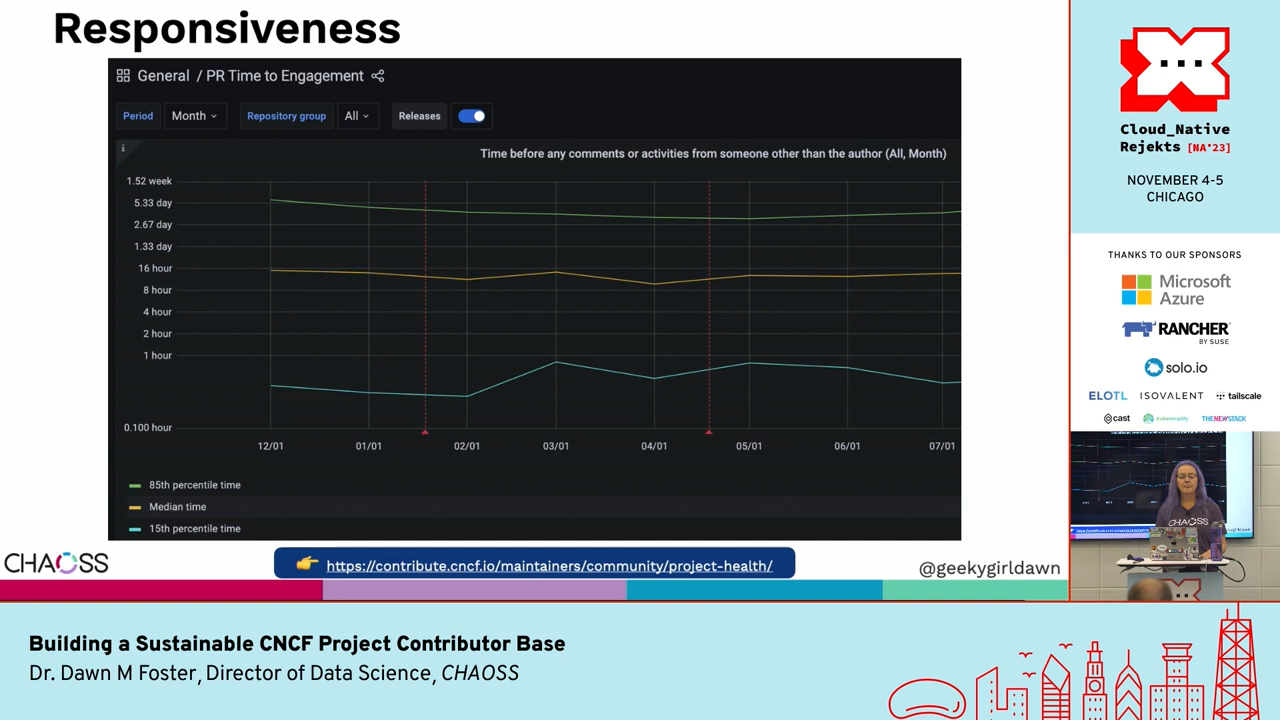 Responsiveness
General / PR Time to Engagement
Period Month Repository group All Releases
i
Time before any comments or activities from someone other than the author (All, Month)
1.52 week
5.33 day
2.67 day
1.33 day
16 hour
8 hour
4 hour
2 hour
1 hour
0.100 hour
12/01 01/01 02/01 03/01 04/01 05/01 06/01 07/01
85th percentile time
Median time
15th percentile time
CHAOSS
https://contribute.cncf.io/maintainers/community/project-health/
@geekygirldawn
Cloud_Native
Rejekts [NA'23]
NOVEMBER 4-5
CHICAGO
THANKS TO OUR SPONSORS
Microsoft
Azure
RANCHER
BY SUSE
solo.io
ELOTL ISOVALENT tailscale
cast kubesimplify THENEWSTACK
CHAOSS
Building a Sustainable CNCF Project Contributor Base
Dr. Dawn M Foster, Director of Data Science, CHAOSS